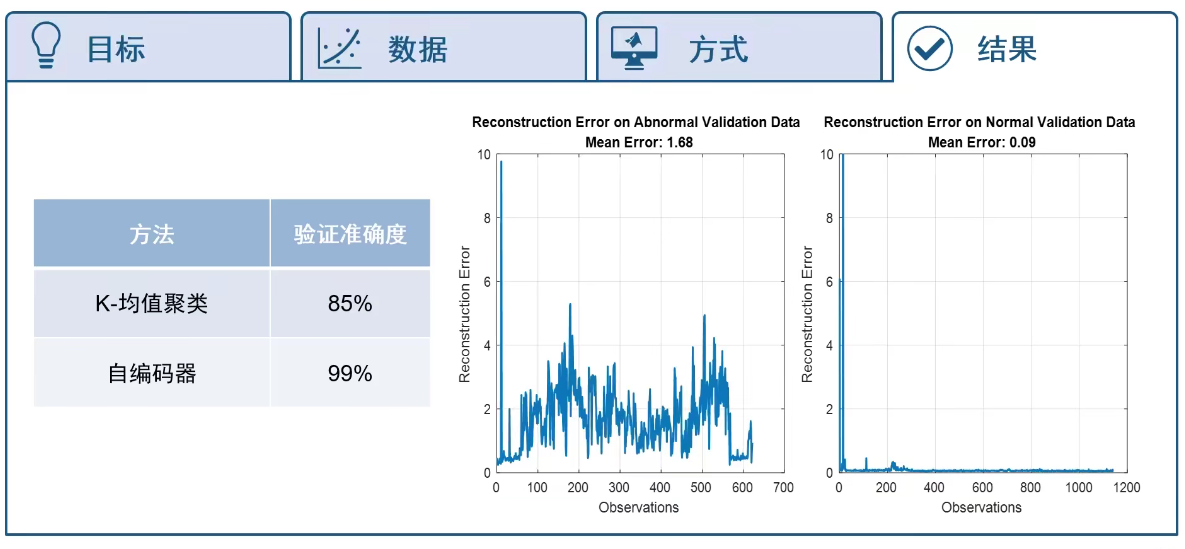 目标
数据
方式
结果
方法 验证准确度
K-均值聚类 85%
自编码器 99%
Reconstruction Error on Abnormal Validation Data
Mean Error: 1.68
Reconstruction Error
10
8
6
4
2
0
0 100 200 300 400 500 600 700
Observations
Reconstruction Error on Normal Validation Data
Mean Error: 0.09
Reconstruction Error
10
8
6
4
2
0
0 200 400 600 800 1000 1200
Observations